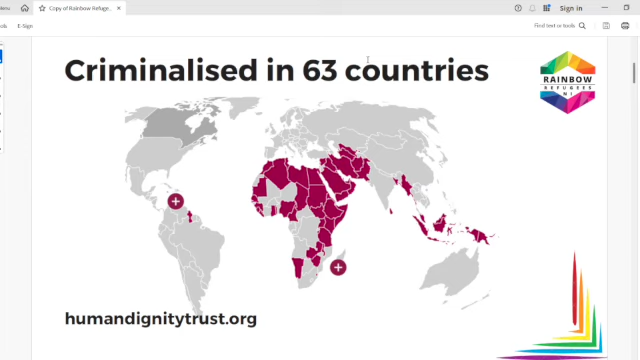 Menu
Copy of Rainbow Refuge
Sign in
E-Sign
Find text or tools
Criminalised in 63 countries
RAINBOW
REFUGEES
NI
humandignitytrust.org